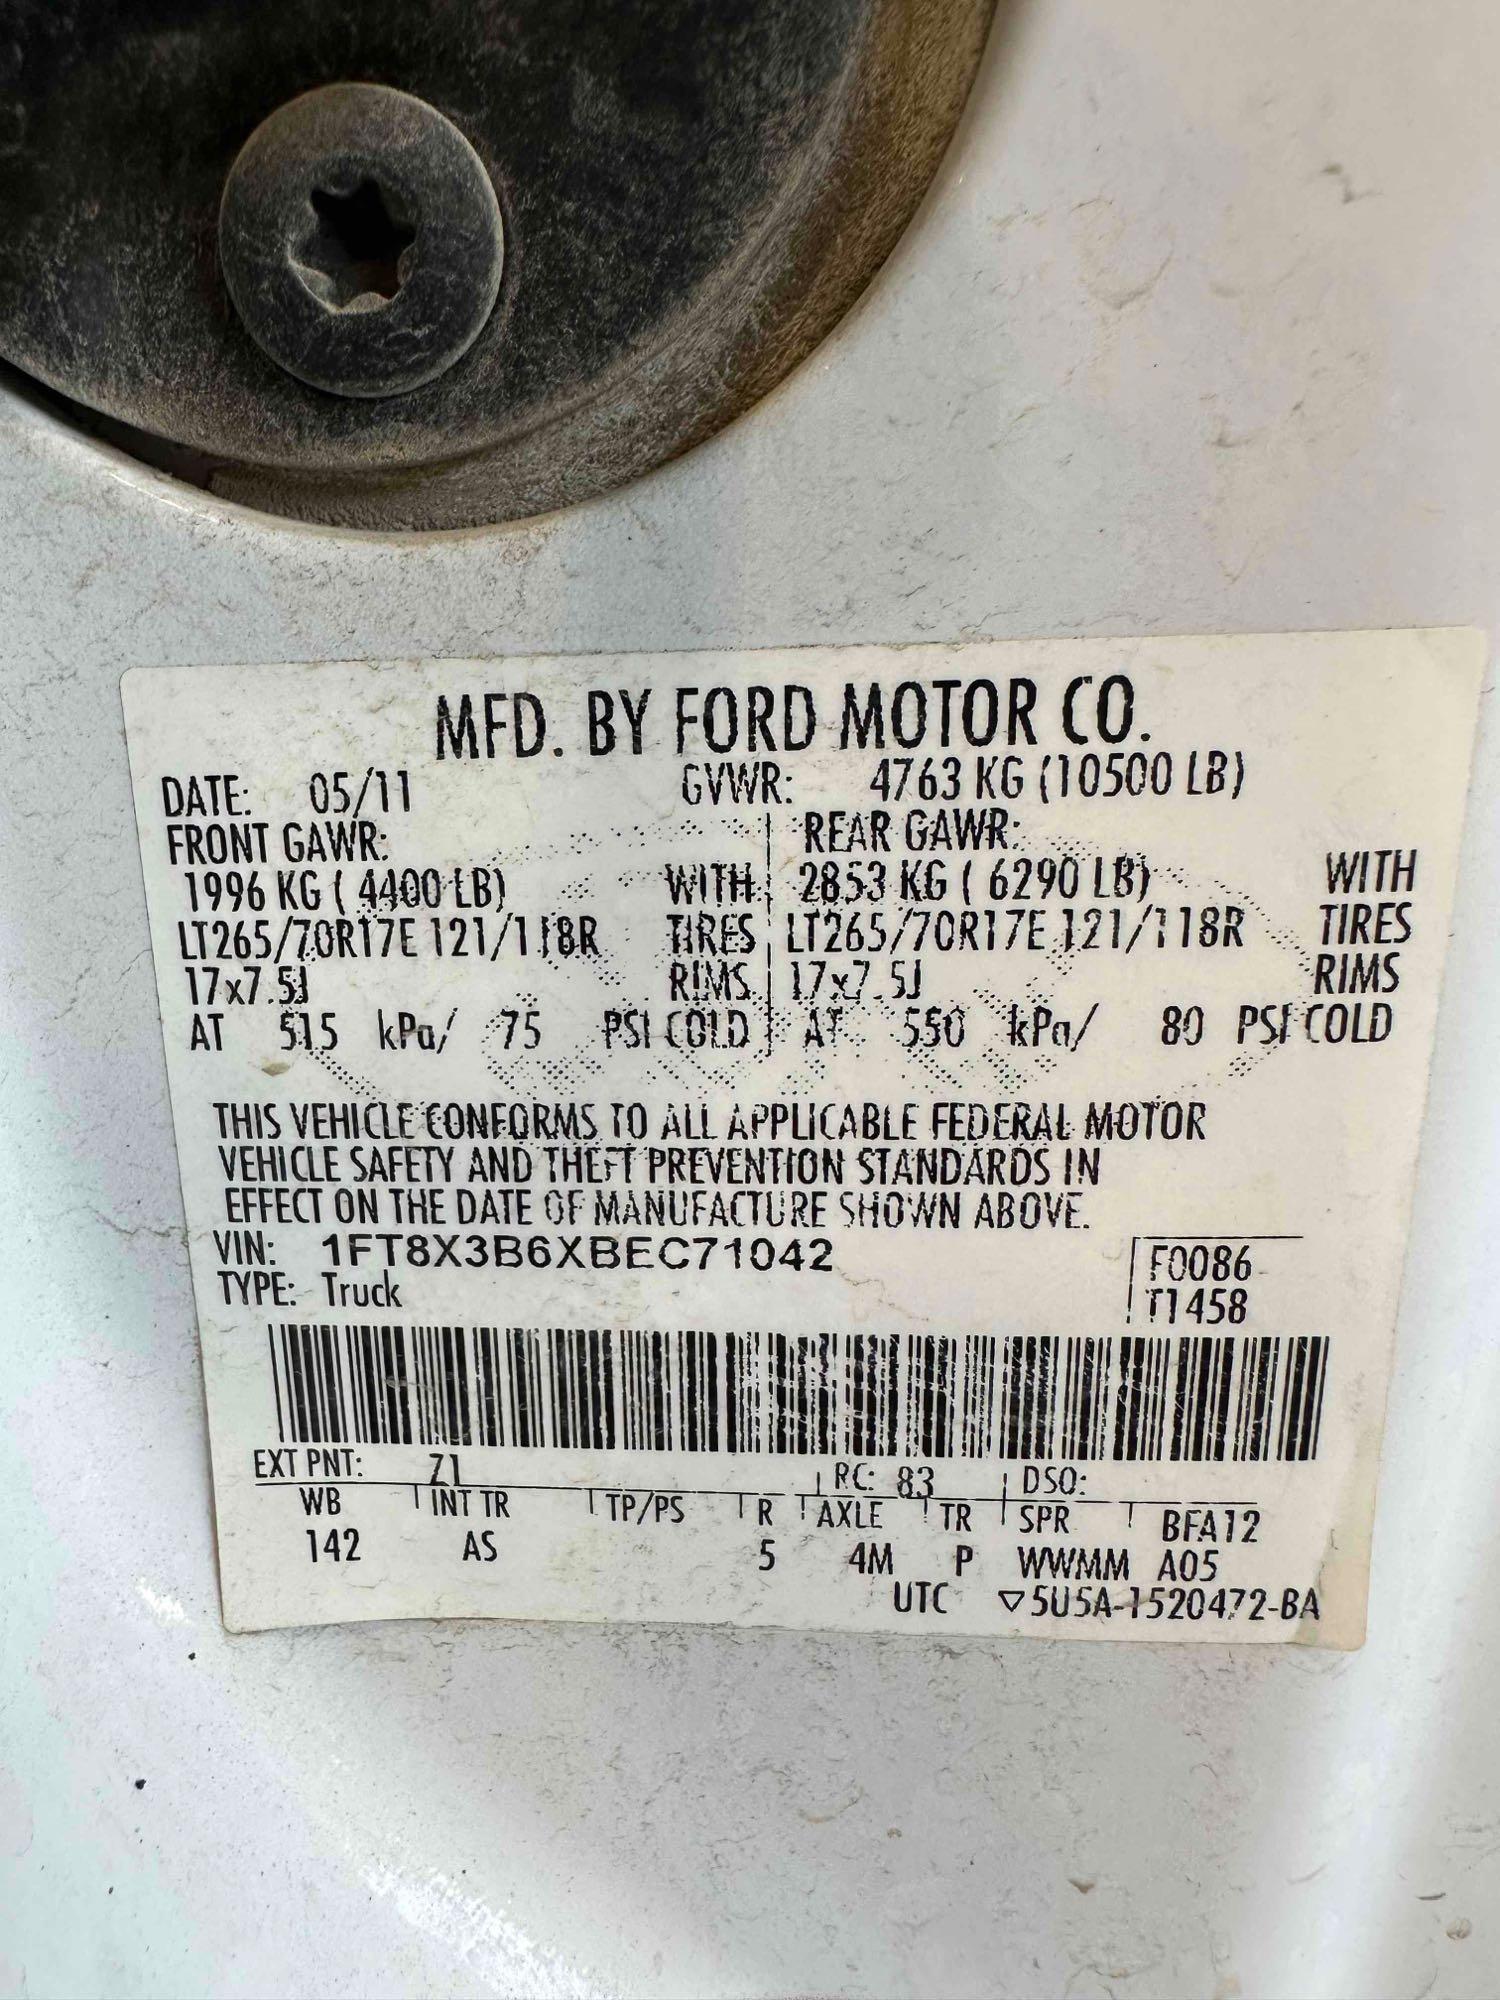 MFD. BY FORD MOTOR CO.
DATE: 05/11 GVWR: 4763 KG (10500 LB)
FRONT GAWR: REAR GAWR:
1996 KG ( 4400 LB) WITH 2853 KG ( 6290 LB) WITH
LT265/70R17E 121/118R TIRES LT265/70R17E 121/118R TIRES
17x7.5J RIMS 17x7.5J RIMS
AT 515 kPa/ 75 PSI COLD AT 550 kPa/ 80 PSI COLD
THIS VEHICLE CONFORMS TO ALL APPLICABLE FEDERAL MOTOR
VEHICLE SAFETY AND THEFT PREVENTION STANDARDS IN
EFFECT ON THE DATE OF MANUFACTURE SHOWN ABOVE.
VIN: 1FT8X3B6XBEC71042 F0086
TYPE: Truck T1458
EXT PNT: Z1 RC: 83 DSO:
WB INT TR TP/PS R AXLE TR SPR BFA12
142 AS 5 4M P WWMM A05
UTC ▽5U5A-1520472-BA